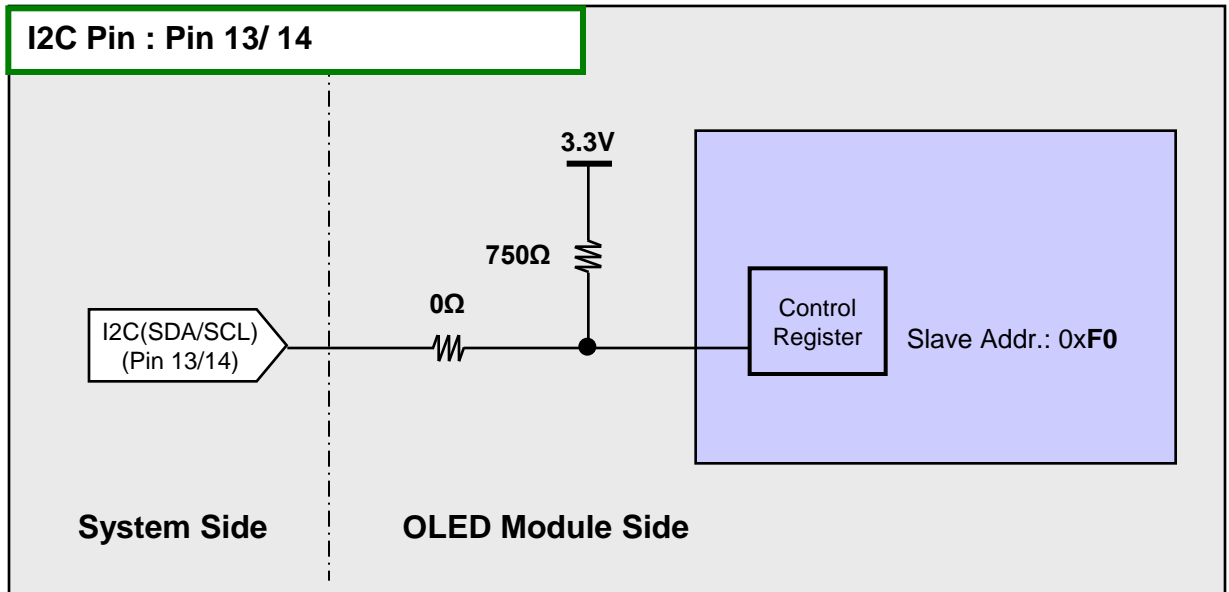 I2C Pin : Pin 13/ 14
3.3V
750Ω
0Ω
I2C(SDA/SCL)
(Pin 13/14)
Control
Register
Slave Addr.: 0xF0
System Side
OLED Module Side